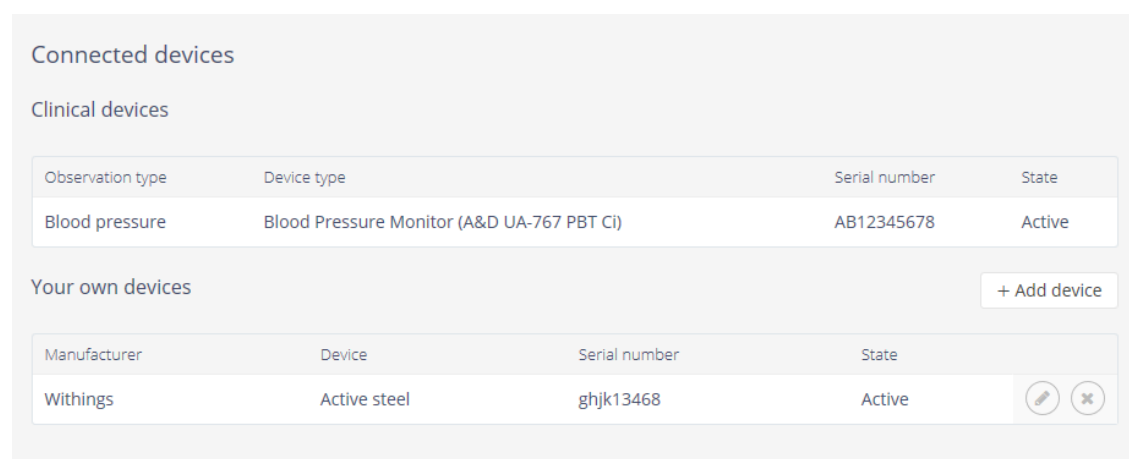 Connected devices
Clinical devices
Observation type Device type Serial number State
Blood pressure Blood Pressure Monitor (A&D UA-767 PBT Ci) AB12345678 Active
Your own devices + Add device
Manufacturer Device Serial number State
Withings Active steel ghjk13468 Active